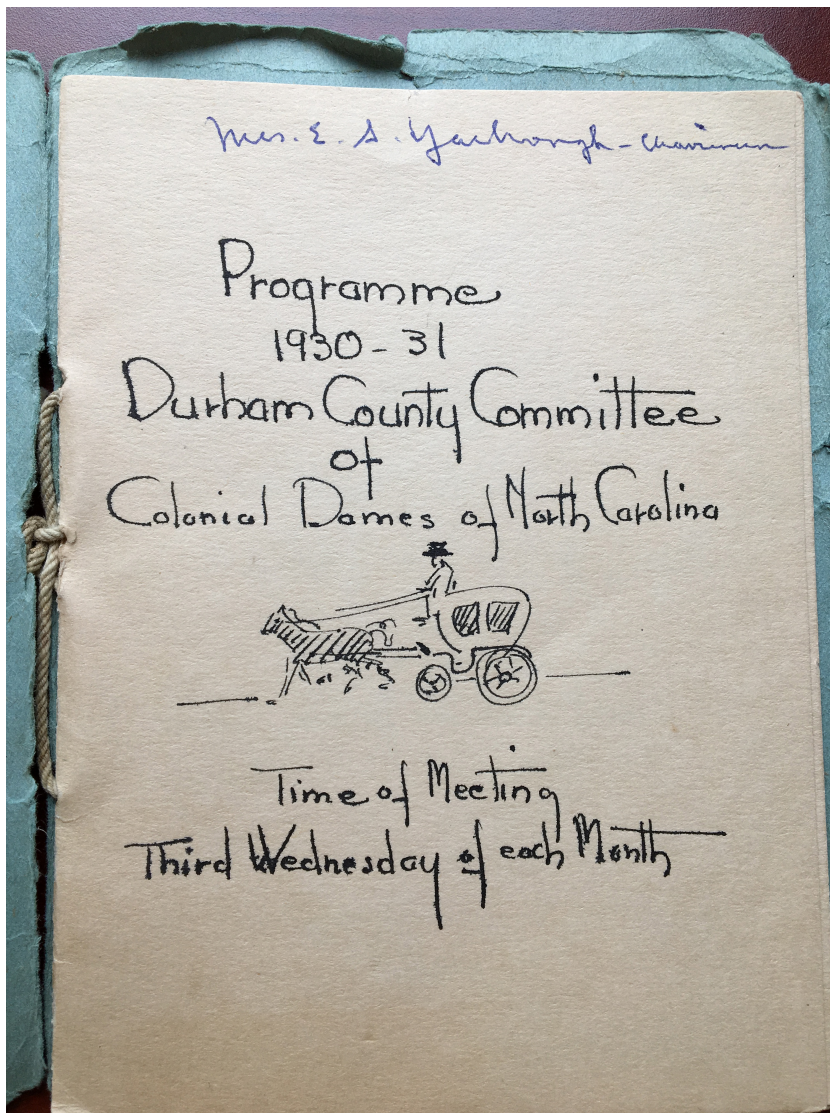 Mrs. E. S. Yarbrough - Chairman
Programme
1930 - 31
Durham County Committee
of
Colonial Dames of North Carolina
Time of Meeting
Third Wednesday of each Month